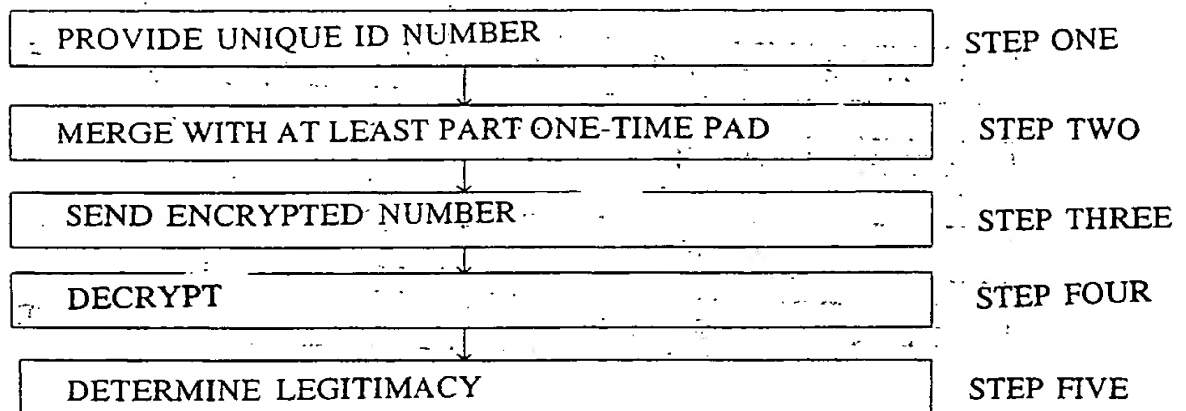 PROVIDE UNIQUE ID NUMBER STEP ONE
MERGE WITH AT LEAST PART ONE-TIME PAD STEP TWO
SEND ENCRYPTED NUMBER STEP THREE
DECRYPT STEP FOUR
DETERMINE LEGITIMACY STEP FIVE